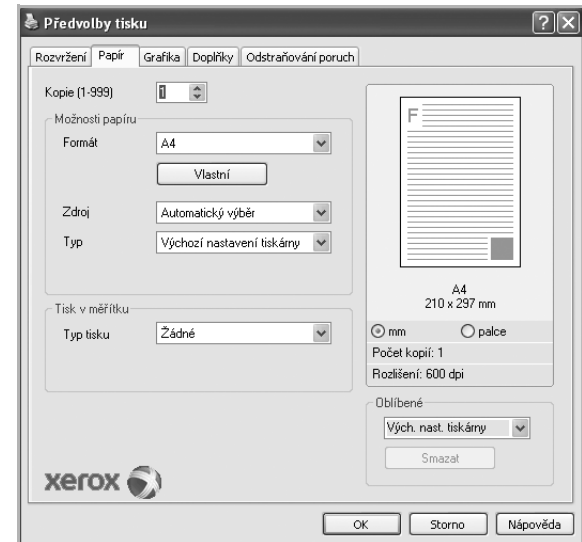 Předvolby tisku
Rozvržení Papír Grafika Doplňky Odstraňování poruch
Kopie (1-999) 1
Možnosti papíru
Formát A4
Vlastní
Zdroj Automatický výběr
Typ Výchozí nastavení tiskárny
Tisk v měřítku
Typ tisku Žádné
F
A4
210 x 297 mm
mm palce
Počet kopií: 1
Rozlišení: 600 dpi
Oblíbené
Vých. nast. tiskárny
Smazat
xerox
OK Storno Nápověda